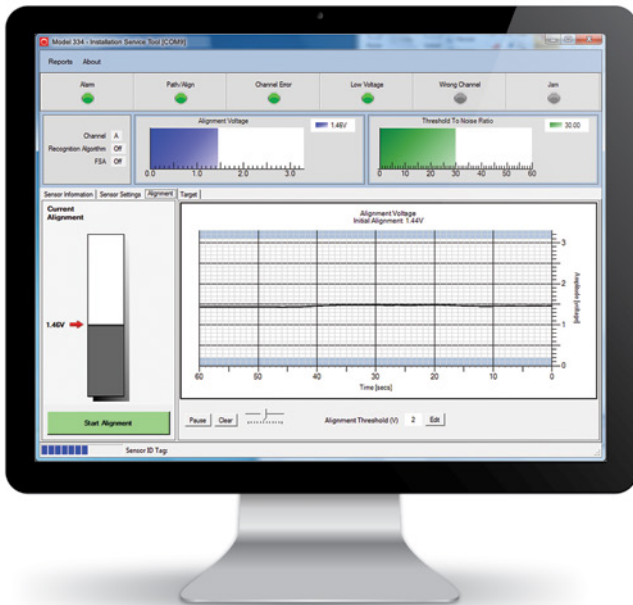 Model 334 - Installation Service Tool [COM9]
Reports About
Alarm Path/Align Channel Error Low Voltage Wrong Channel Jam
Channel A
Recognition Algorithm Off
FSA Off
Alignment Voltage
1.46V
0.0 1.0 2.0 3.0
Threshold To Noise Ratio
30.00
0 10 20 30 40 50 60
Sensor Information Sensor Settings Alignment Target
Current
Alignment
1.46V
Start Alignment
Alignment Voltage
Initial Alignment: 1.44V
3
2
1
0
Amplitude [voltage]
60 50 40 30 20 10 0
Time [secs]
Pause Clear Alignment Threshold (V) 2 Edit
Sensor ID Tag: